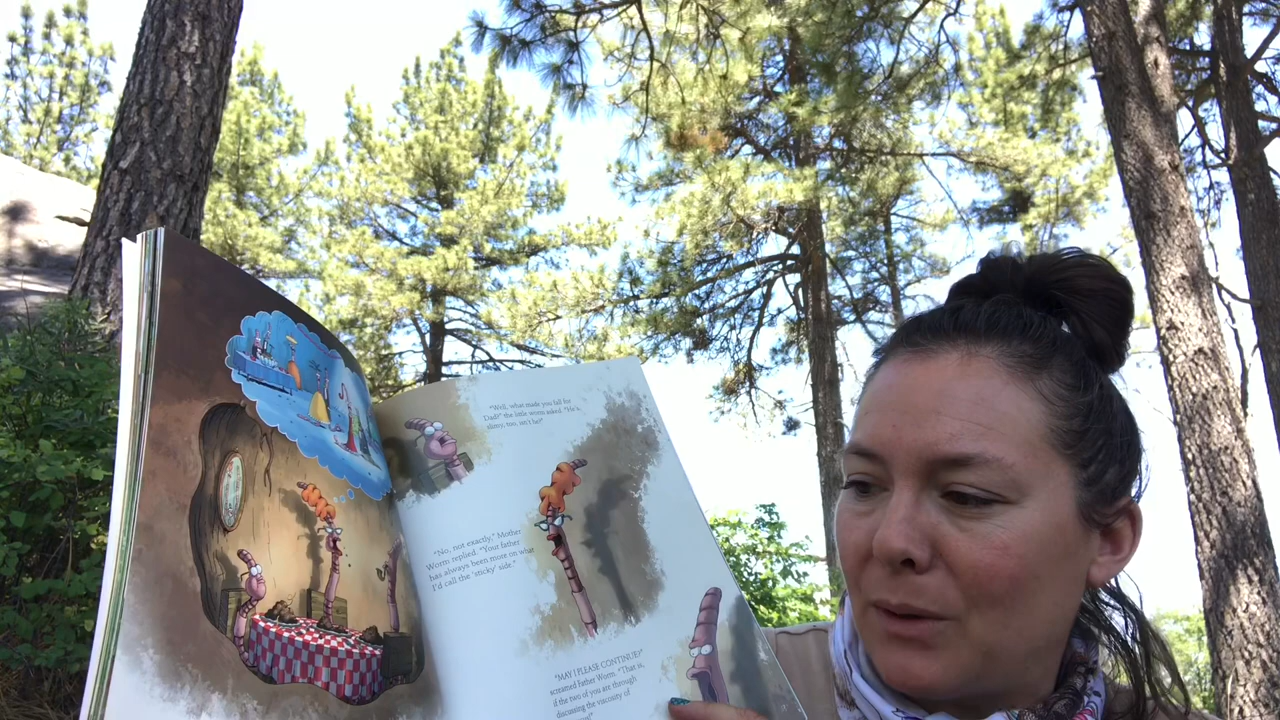 "Well, what made you fall for
Dad?" the little worm asked. "He's
slimy, too, isn't he?"
"No, not exactly," Mother
Worm replied. "Your father
has always been more on what
I'd call the 'sticky' side."
"MAY I PLEASE CONTINUE?"
screamed Father Worm. "That is,
if the two of you are through
discussing the viscosity of